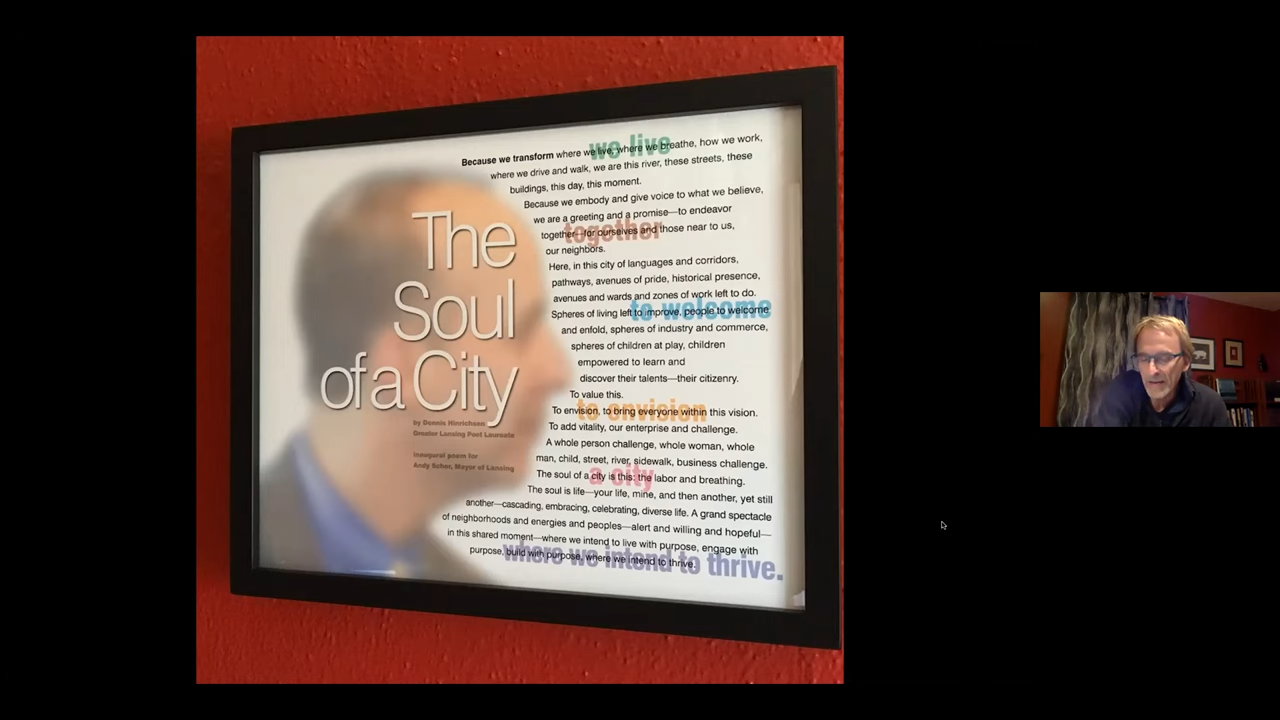 The
Soul
of a City
by Dennis Hinrichsen
Greater Lansing Poet Laureate
Inaugural poem for
Andy Schor, Mayor of Lansing
Because we transform where we live, where we breathe, how we work,
where we drive and walk, we are this river, these streets, these
buildings, this day, this moment.
Because we embody and give voice to what we believe,
we are a greeting and a promise—to endeavor
together—for ourselves and those near to us,
our neighbors.
Here, in this city of languages and corridors,
pathways, avenues of pride, historical presence,
avenues and wards and zones of work left to do.
Spheres of living left to improve, people to welcome
and enfold, spheres of industry and commerce,
spheres of children at play, children
empowered to learn and
discover their talents—their citizenry.
To value this.
To envision, to bring everyone within this vision.
To add vitality, our enterprise and challenge.
A whole person challenge, whole woman, whole
man, child, street, river, sidewalk, business challenge.
The soul of a city is this: the labor and breathing.
The soul is life—your life, mine, and then another, yet still
another—cascading, embracing, celebrating, diverse life. A grand spectacle
of neighborhoods and energies and peoples—alert and willing and hopeful—
in this shared moment—where we intend to live with purpose, engage with
purpose, build with purpose, where we intend to thrive.
we live
together
to welcome
to envision
a city
where we intend to thrive.